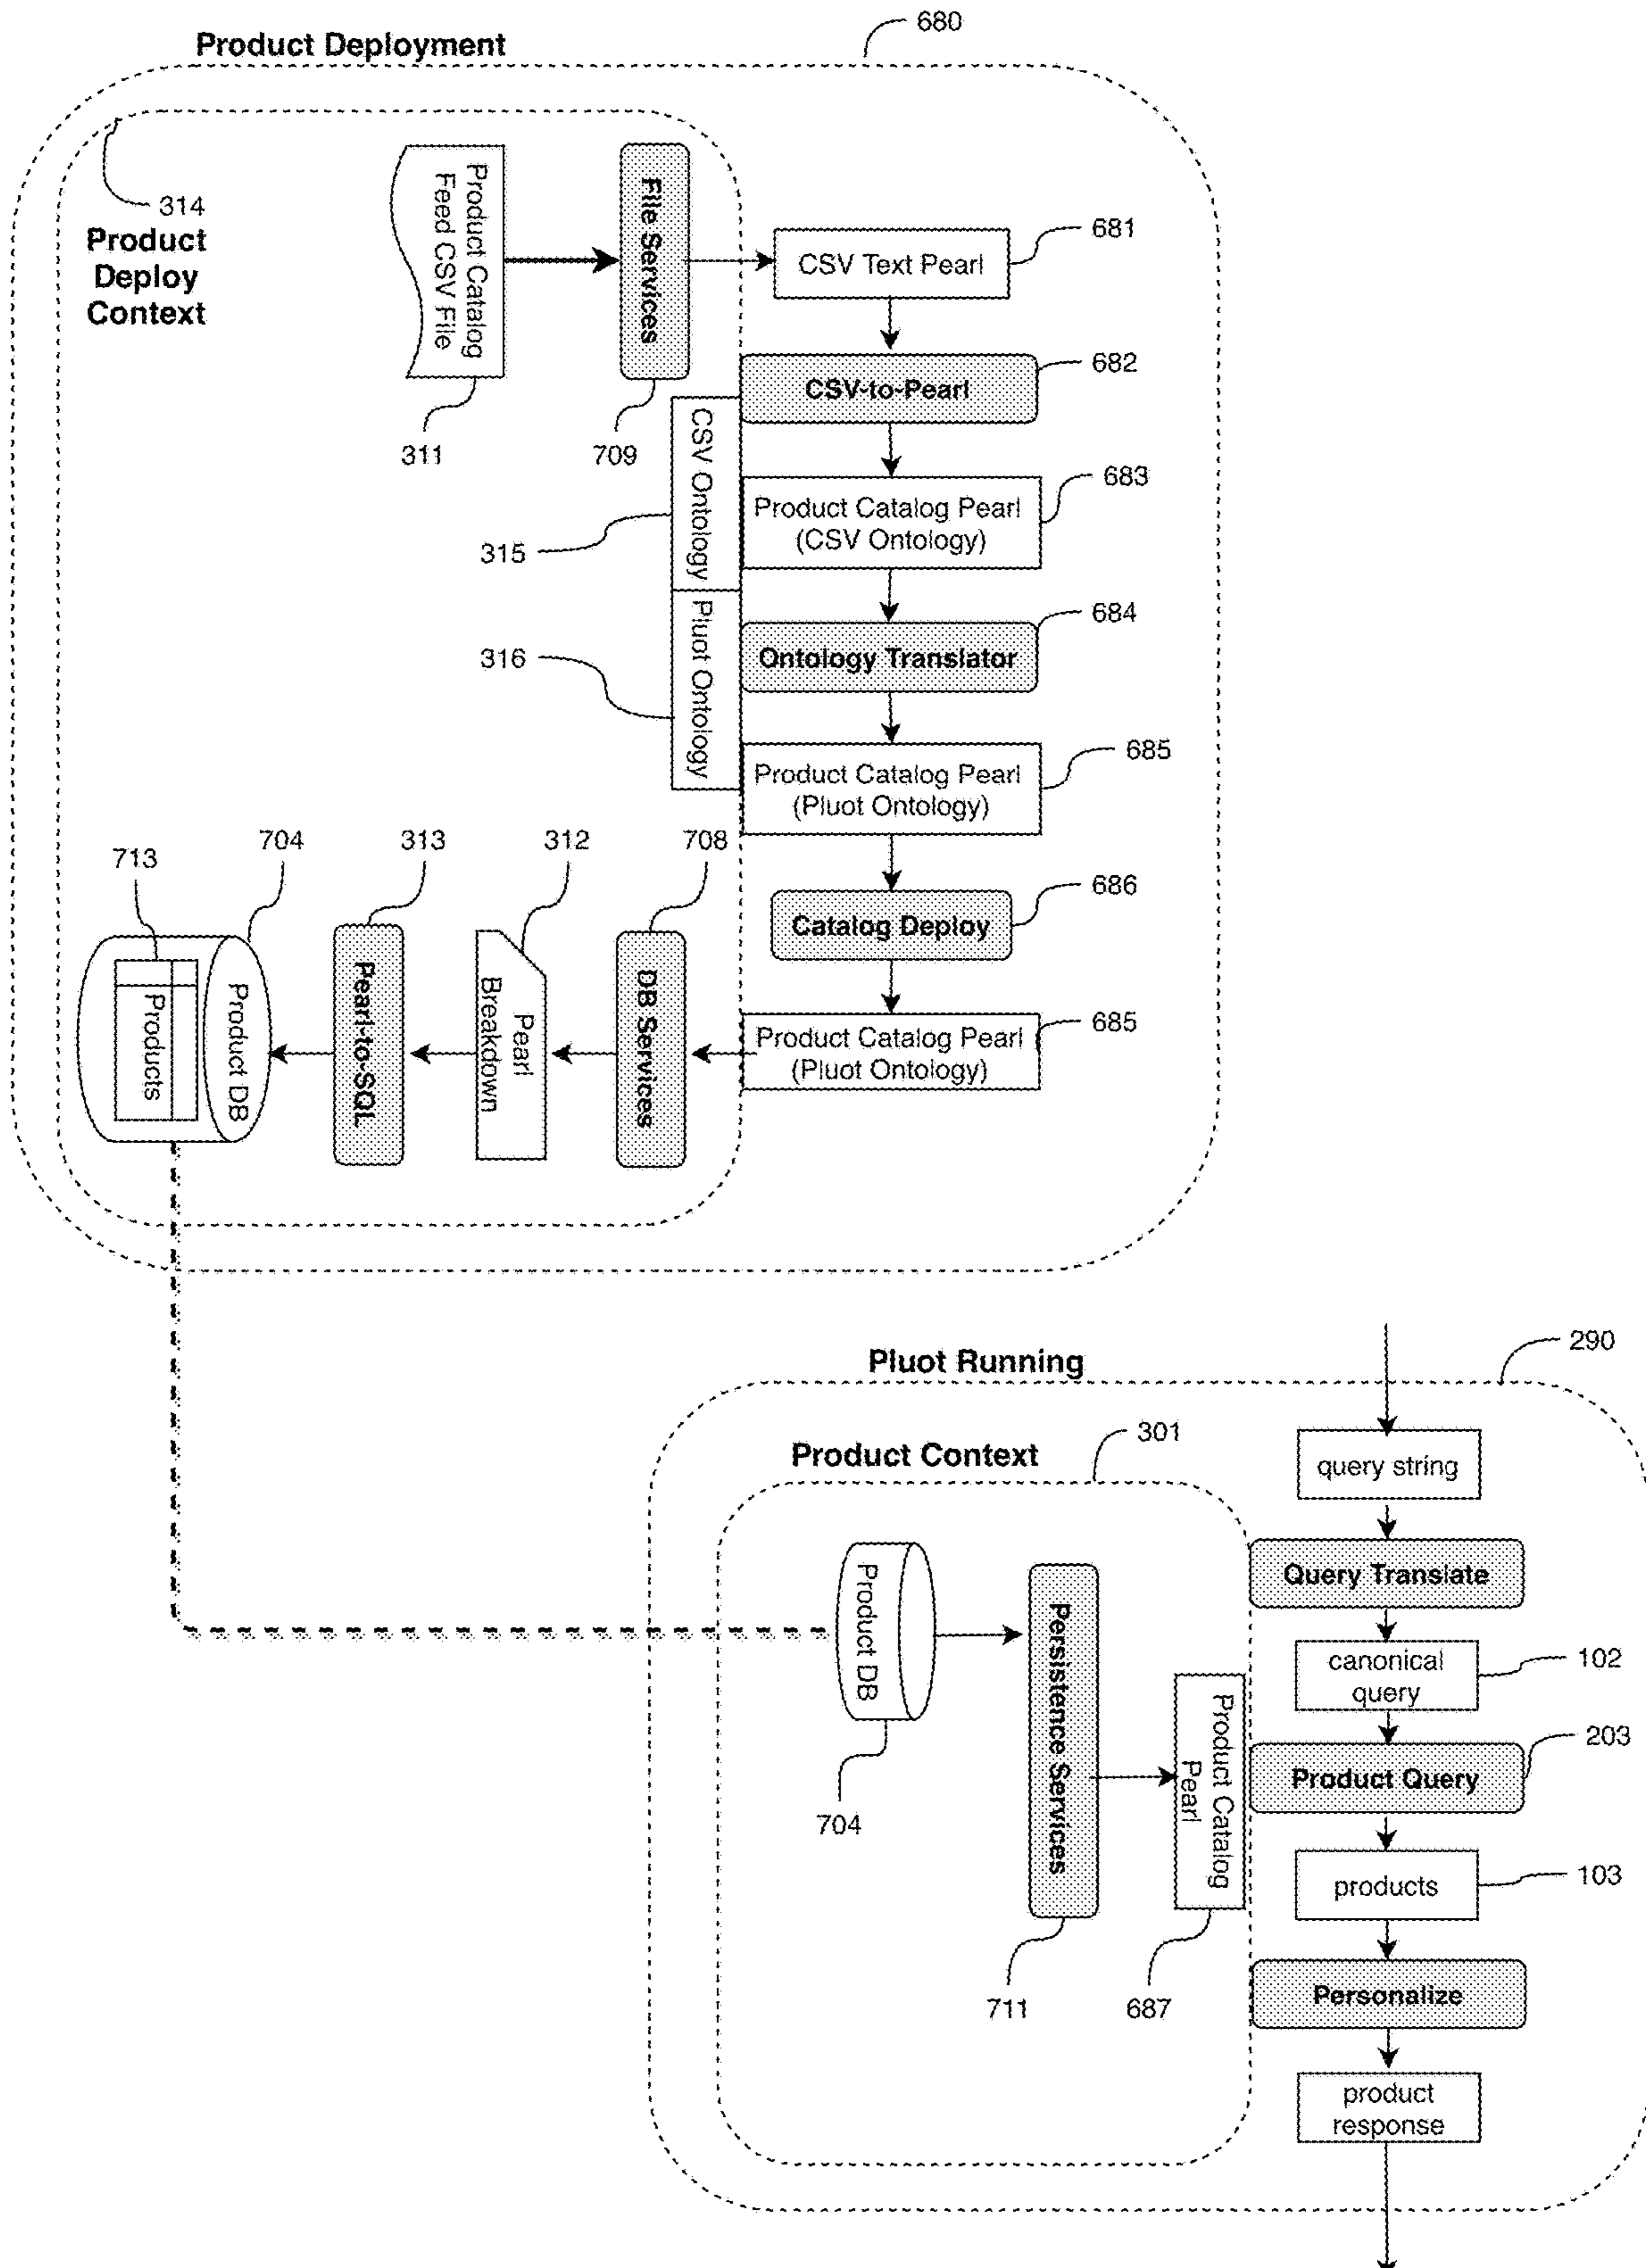 680
Product Deployment
314
Product
Deploy
Context
Product Catalog
Feed CSV File
311
File Services
709
CSV Text Pearl
681
CSV-to-Pearl
682
CSV Ontology
315
Product Catalog Pearl
(CSV Ontology)
683
Ontology Translator
684
Pluot Ontology
316
Product Catalog Pearl
(Pluot Ontology)
685
Catalog Deploy
686
Product Catalog Pearl
(Pluot Ontology)
685
708
DB Services
312
Pearl
Breakdown
313
Pearl-to-SQL
704
Product DB
713
Products
290
Pluot Running
301
Product Context
query string
Query Translate
canonical
query
102
Product Query
203
products
103
Personalize
product
response
Product DB
704
Persistence Services
711
Product Catalog
Pearl
687